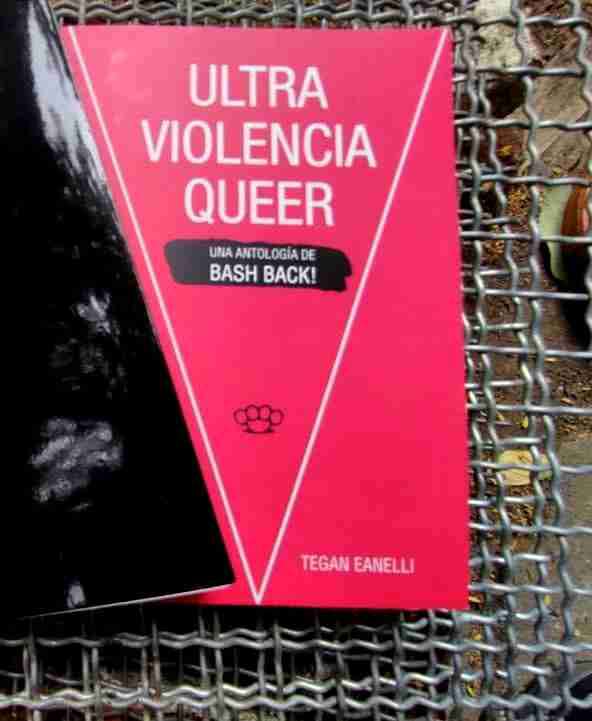 ULTRA
VIOLENCIA
QUEER
UNA ANTOLOGÍA DE
BASH BACK!
TEGAN EANELLI